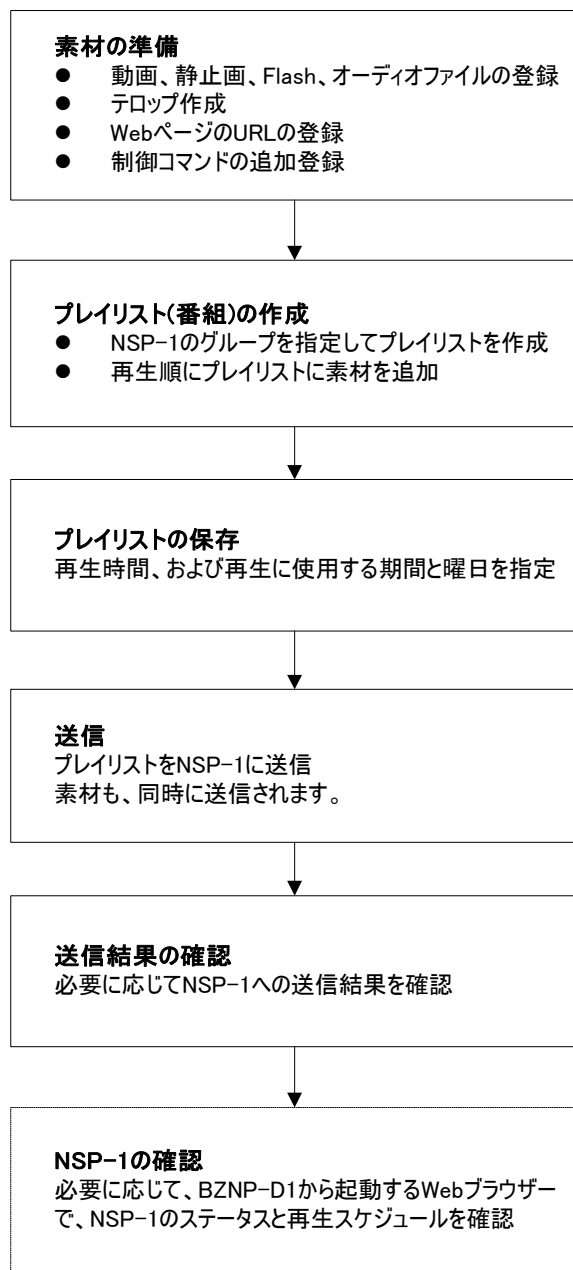 素材の準備
● 動画、静止画、Flash、オーディオファイルの登録
● テロップ作成
● WebページのURLの登録
● 制御コマンドの追加登録
プレイリスト(番組)の作成
● NSP-1のグループを指定してプレイリストを作成
● 再生順にプレイリストに素材を追加
プレイリストの保存
再生時間、および再生に使用する期間と曜日を指定
送信
プレイリストをNSP-1に送信
素材も、同時に送信されます。
送信結果の確認
必要に応じてNSP-1への送信結果を確認
NSP-1の確認
必要に応じて、BZNP-D1から起動するWebブラウザー
で、NSP-1のステータスと再生スケジュールを確認